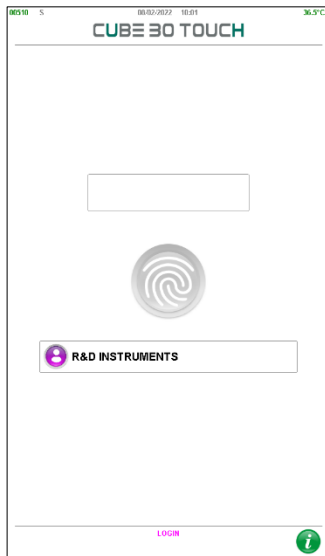 00510 S 08/02/2022 10:01 36.5°C
CUBE 30 TOUCH
R&D INSTRUMENTS
LOGIN
i